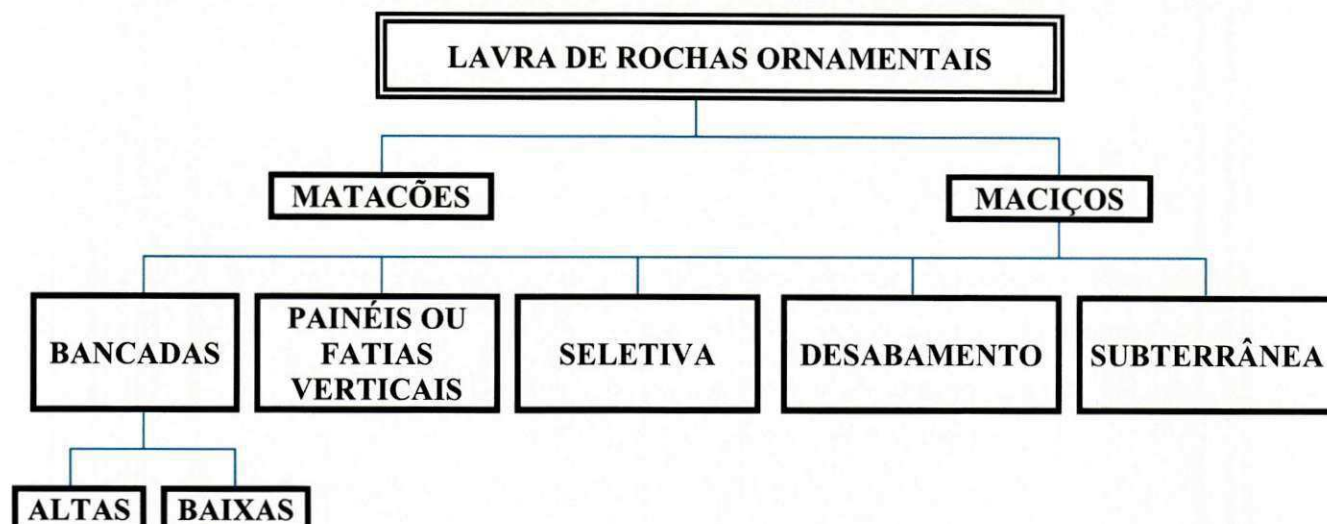 LAVRA DE ROCHAS ORNAMENTAIS
MATACÕES
MACIÇOS
BANCADAS
PAINÉIS OU
FATIAS
VERTICAIS
SELETIVA
DESABAMENTO
SUBTERRÂNEA
ALTAS
BAIXAS